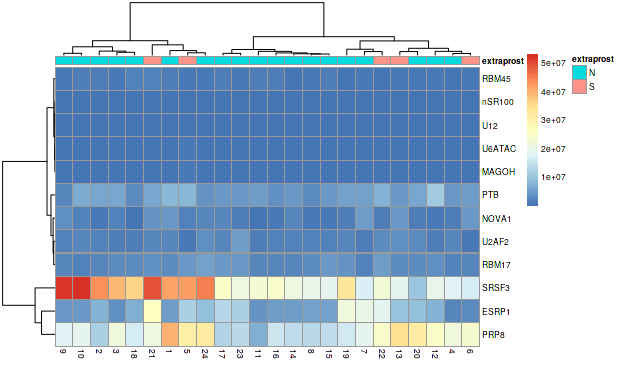 extraprost
RBM45
nSR100
U12
U6ATAC
MAGOH
PTB
NOVA1
U2AF2
RBM17
SRSF3
ESRP1
PRP8
9 10 2 3 18 21 1 5 24 17 23 11 16 14 8 15 19 7 22 13 20 12 4 6
5e+07
4e+07
3e+07
2e+07
1e+07
extraprost
N
S